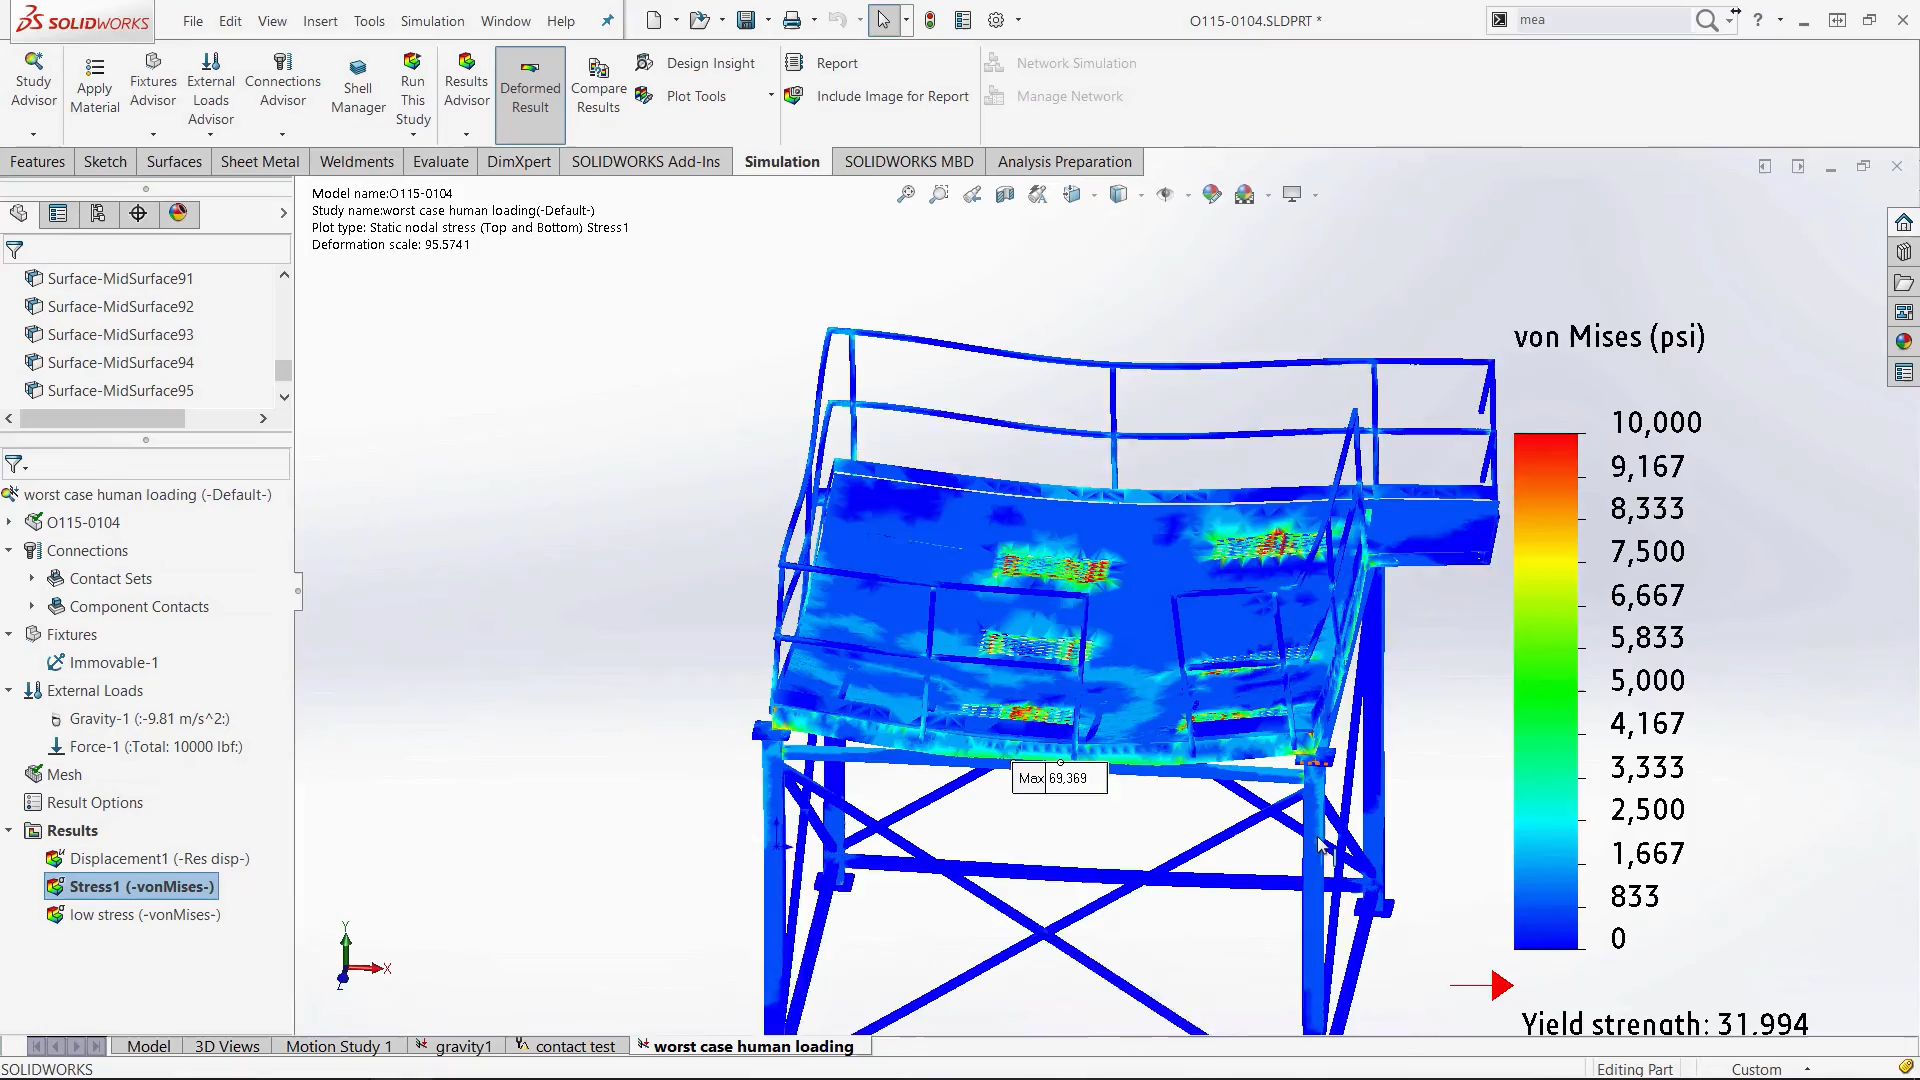 SOLIDWORKS
File Edit View Insert Tools Simulation Window Help
O115-0104.SLDPRT *
mea
Study Advisor
Apply Material
Fixtures Advisor
External Loads Advisor
Connections Advisor
Shell Manager
Run This Study
Results Advisor
Deformed Result
Compare Results
Design Insight
Plot Tools
Report
Include Image for Report
Network Simulation
Manage Network
Features Sketch Surfaces Sheet Metal Weldments Evaluate DimXpert SOLIDWORKS Add-Ins Simulation SOLIDWORKS MBD Analysis Preparation
Model name:O115-0104
Study name:worst case human loading(-Default-)
Plot type: Static nodal stress (Top and Bottom) Stress1
Deformation scale: 95.5741
Surface-MidSurface91
Surface-MidSurface92
Surface-MidSurface93
Surface-MidSurface94
Surface-MidSurface95
worst case human loading (-Default-)
O115-0104
Connections
Contact Sets
Component Contacts
Fixtures
Immovable-1
External Loads
Gravity-1 (:-9.81 m/s^2:)
Force-1 (:Total: 10000 lbf:)
Mesh
Result Options
Results
Displacement1 (-Res disp-)
Stress1 (-vonMises-)
low stress (-vonMises-)
Max 69,369
Y
X
Z
von Mises (psi)
10,000
9,167
8,333
7,500
6,667
5,833
5,000
4,167
3,333
2,500
1,667
833
0
Yield strength: 31,994
Model 3D Views Motion Study 1 gravity1 contact test worst case human loading
SOLIDWORKS
Editing Part Custom